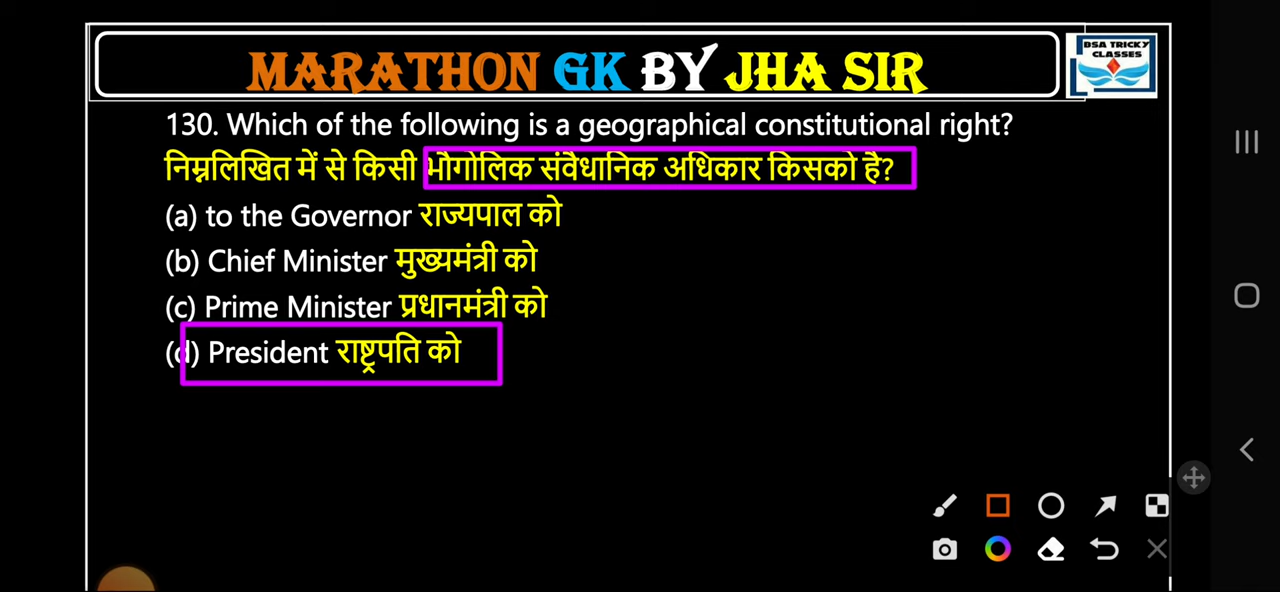 MARATHON GK BY JHA SIR
DSA TRICKY
CLASSES
130. Which of the following is a geographical constitutional right?
निम्नलिखित में से किसी भौगोलिक संवैधानिक अधिकार किसको है?
(a) to the Governor राज्यपाल को
(b) Chief Minister मुख्यमंत्री को
(c) Prime Minister प्रधानमंत्री को
(d) President राष्ट्रपति को